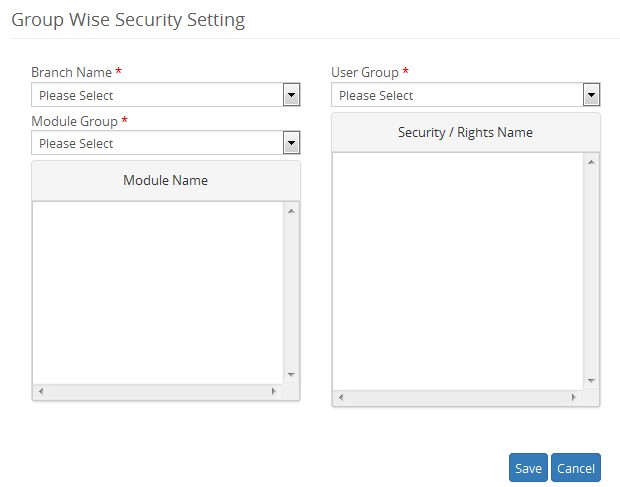 Group Wise Security Setting
Branch Name *
Please Select
Module Group *
Please Select
Module Name
User Group *
Please Select
Security / Rights Name
Save
Cancel